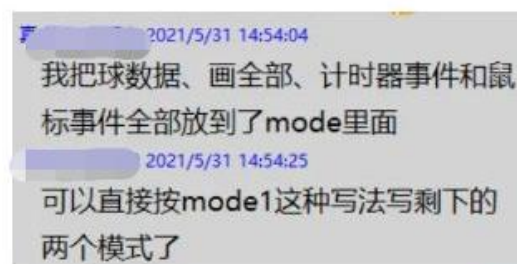 2021/5/31 14:54:04
我把球数据、画全部、计时器事件和鼠
标事件全部放到了mode里面
2021/5/31 14:54:25
可以直接按mode1这种写法写剩下的
两个模式了